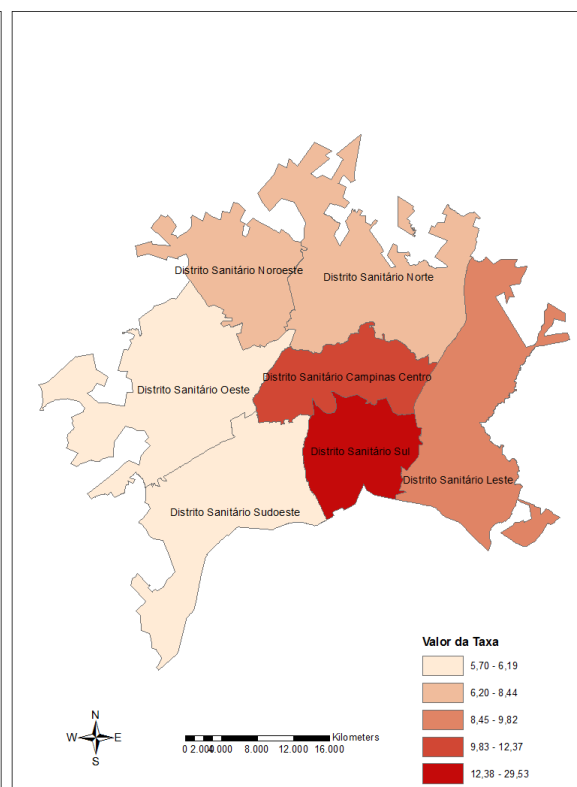 Distrito Sanitário Noroeste
Distrito Sanitário Norte
Distrito Sanitário Campinas Centro
Distrito Sanitário Oeste
Distrito Sanitário Sul
Distrito Sanitário Leste
Distrito Sanitário Sudoeste
Valor da Taxa
5,70 - 6,19
6,20 - 8,44
8,45 - 9,82
9,83 - 12,37
12,38 - 29,53
N
W E
S
Kilometers
0 2.000 4.000 8.000 12.000 16.000